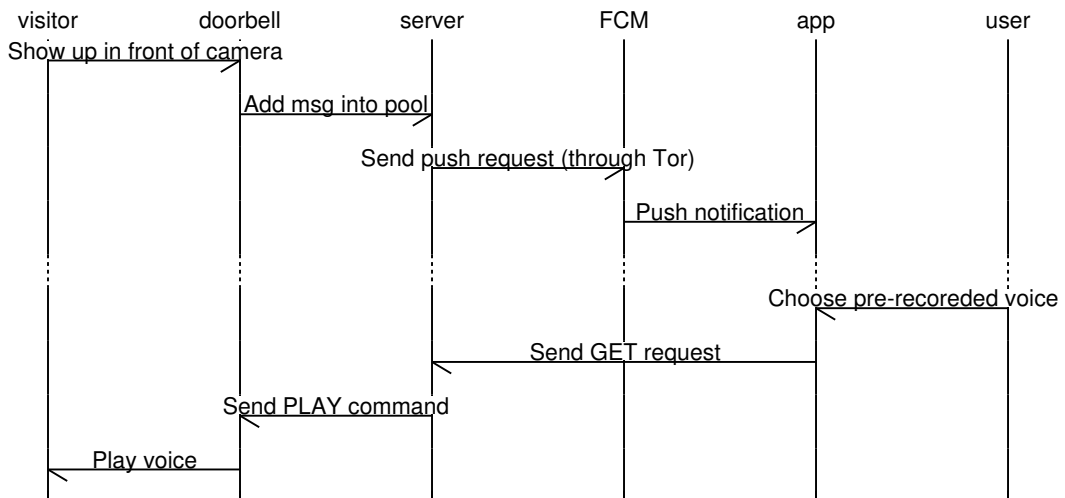 visitor doorbell server FCM app user
Show up in front of camera
Add msg into pool
Send push request (through Tor)
Push notification
Choose pre-recoreded voice
Send GET request
Send PLAY command
Play voice